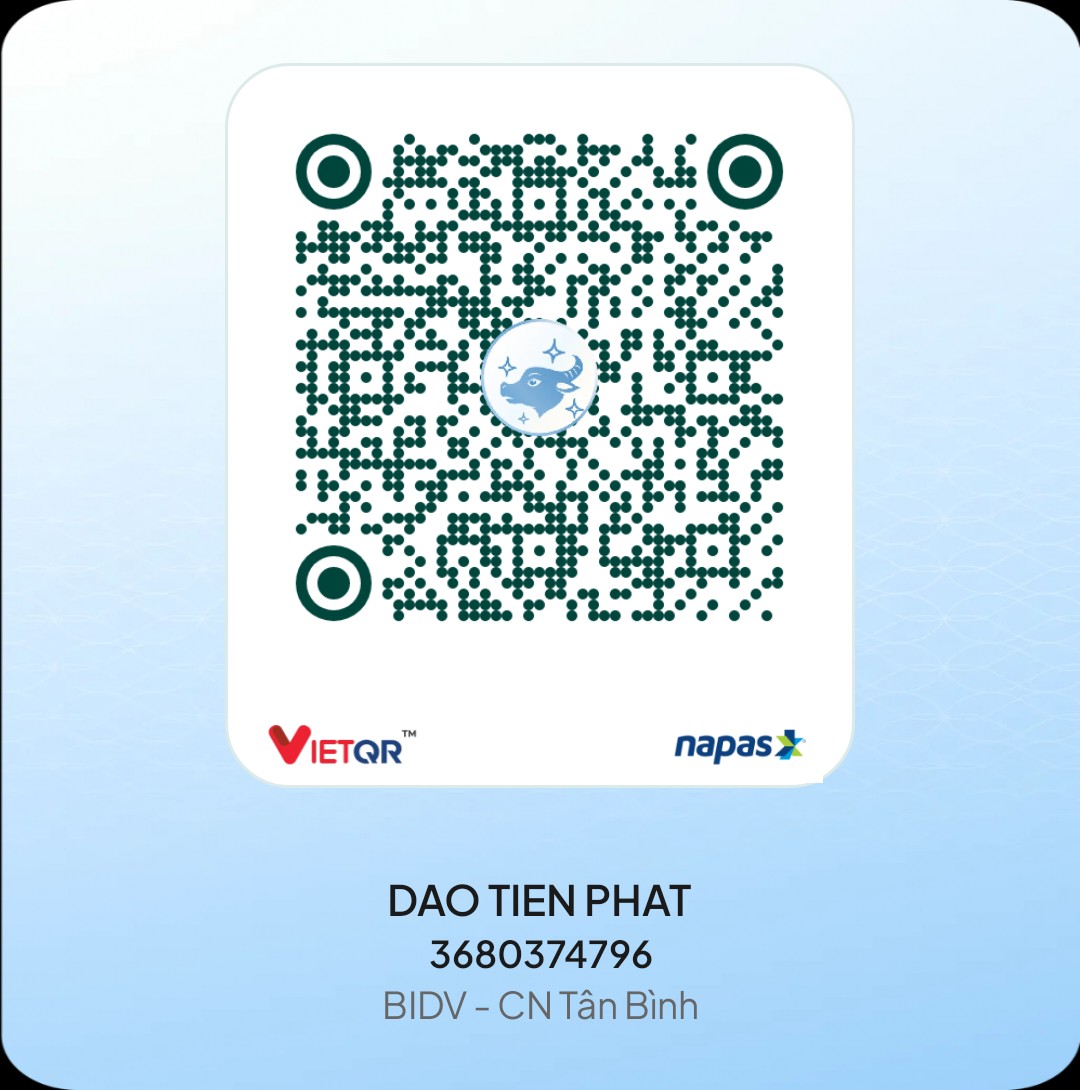 VIETQR™
napas
DAO TIEN PHAT
3680374796
BIDV - CN Tân Bình